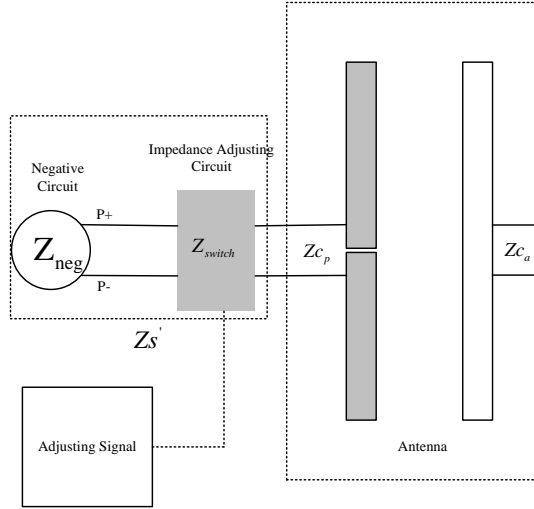 Impedance Adjusting
Circuit
Negative
Circuit
P+
Z_neg
Z_switch
Zc_p
Zc_a
P-
Zs'
Adjusting Signal
Antenna